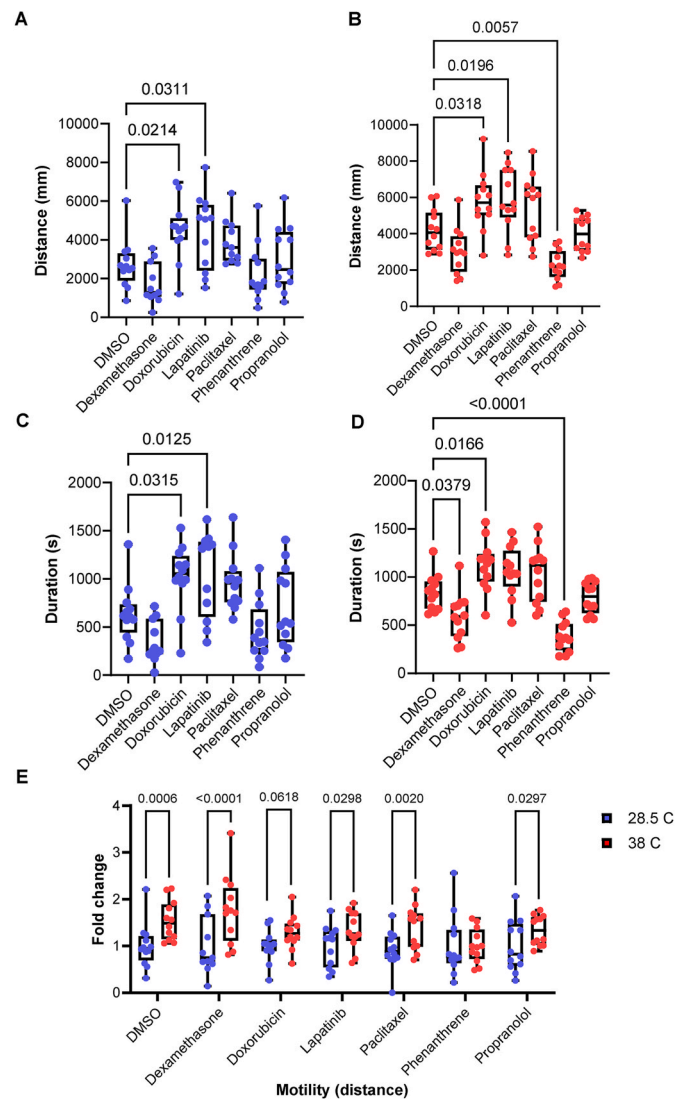 A
B
0.0057
0.0196
0.0318
0.0311
0.0214
10000
8000
6000
4000
2000
0
Distance (mm)
DMSO
Dexamethasone
Doxorubicin
Lapatinib
Paclitaxel
Phenanthrene
Propranolol
10000
8000
6000
4000
2000
0
Distance (mm)
DMSO
Dexamethasone
Doxorubicin
Lapatinib
Paclitaxel
Phenanthrene
Propranolol
C
D
0.0125
0.0315
2000
1500
1000
500
0
Duration (s)
DMSO
Dexamethasone
Doxorubicin
Lapatinib
Paclitaxel
Phenanthrene
Propranolol
<0.0001
0.0166
0.0379
2000
1500
1000
500
0
Duration (s)
DMSO
Dexamethasone
Doxorubicin
Lapatinib
Paclitaxel
Phenanthrene
Propranolol
E
0.0006
<0.0001
0.0618
0.0298
0.0020
0.0297
4
3
2
1
0
Fold change
28.5 C
38 C
DMSO
Dexamethasone
Doxorubicin
Lapatinib
Paclitaxel
Phenanthrene
Propranolol
Motility (distance)